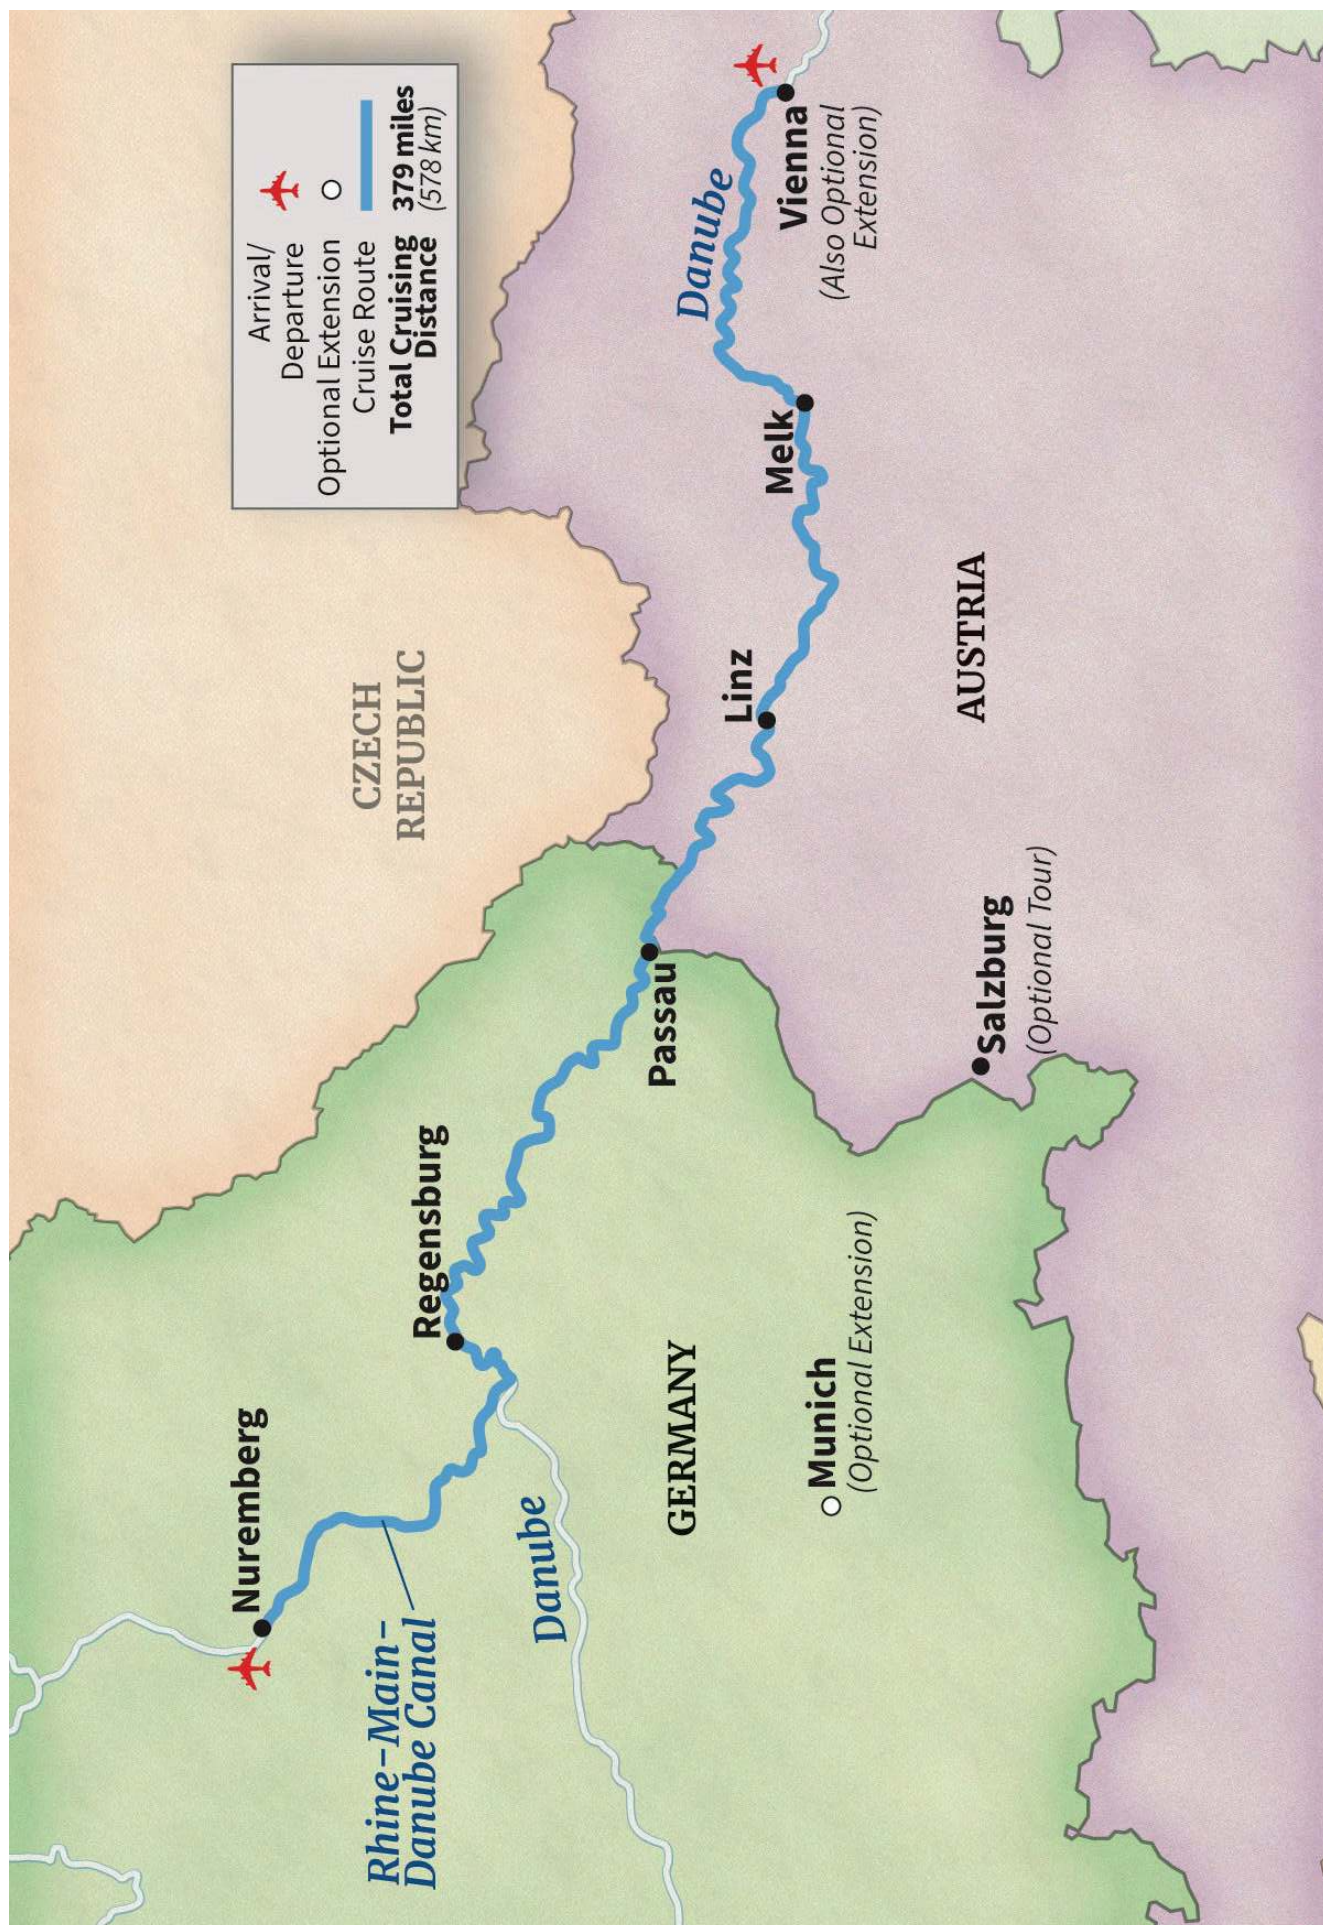 Arrival/
Departure
Optional Extension
Cruise Route
Total Cruising 379 miles
Distance (578 km)
CZECH
REPUBLIC
Nuremberg
Rhine-Main-
Danube Canal
Regensburg
Danube
GERMANY
Passau
Munich
(Optional Extension)
Linz
Melk
Danube
Vienna
(Also Optional
Extension)
AUSTRIA
Salzburg
(Optional Tour)